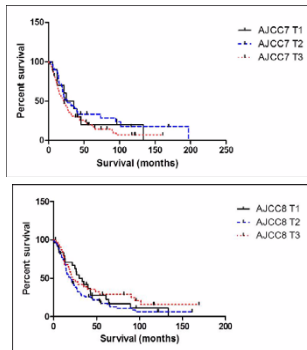 AJCC7 T1
AJCC7 T2
AJCC7 T3
Percent survival
150
100
50
0
0 50 100 150 200 250
Survival (months)
AJCC8 T1
AJCC8 T2
AJCC8 T3
Percent survival
150
100
50
0
0 50 100 150 200
Survival (months)